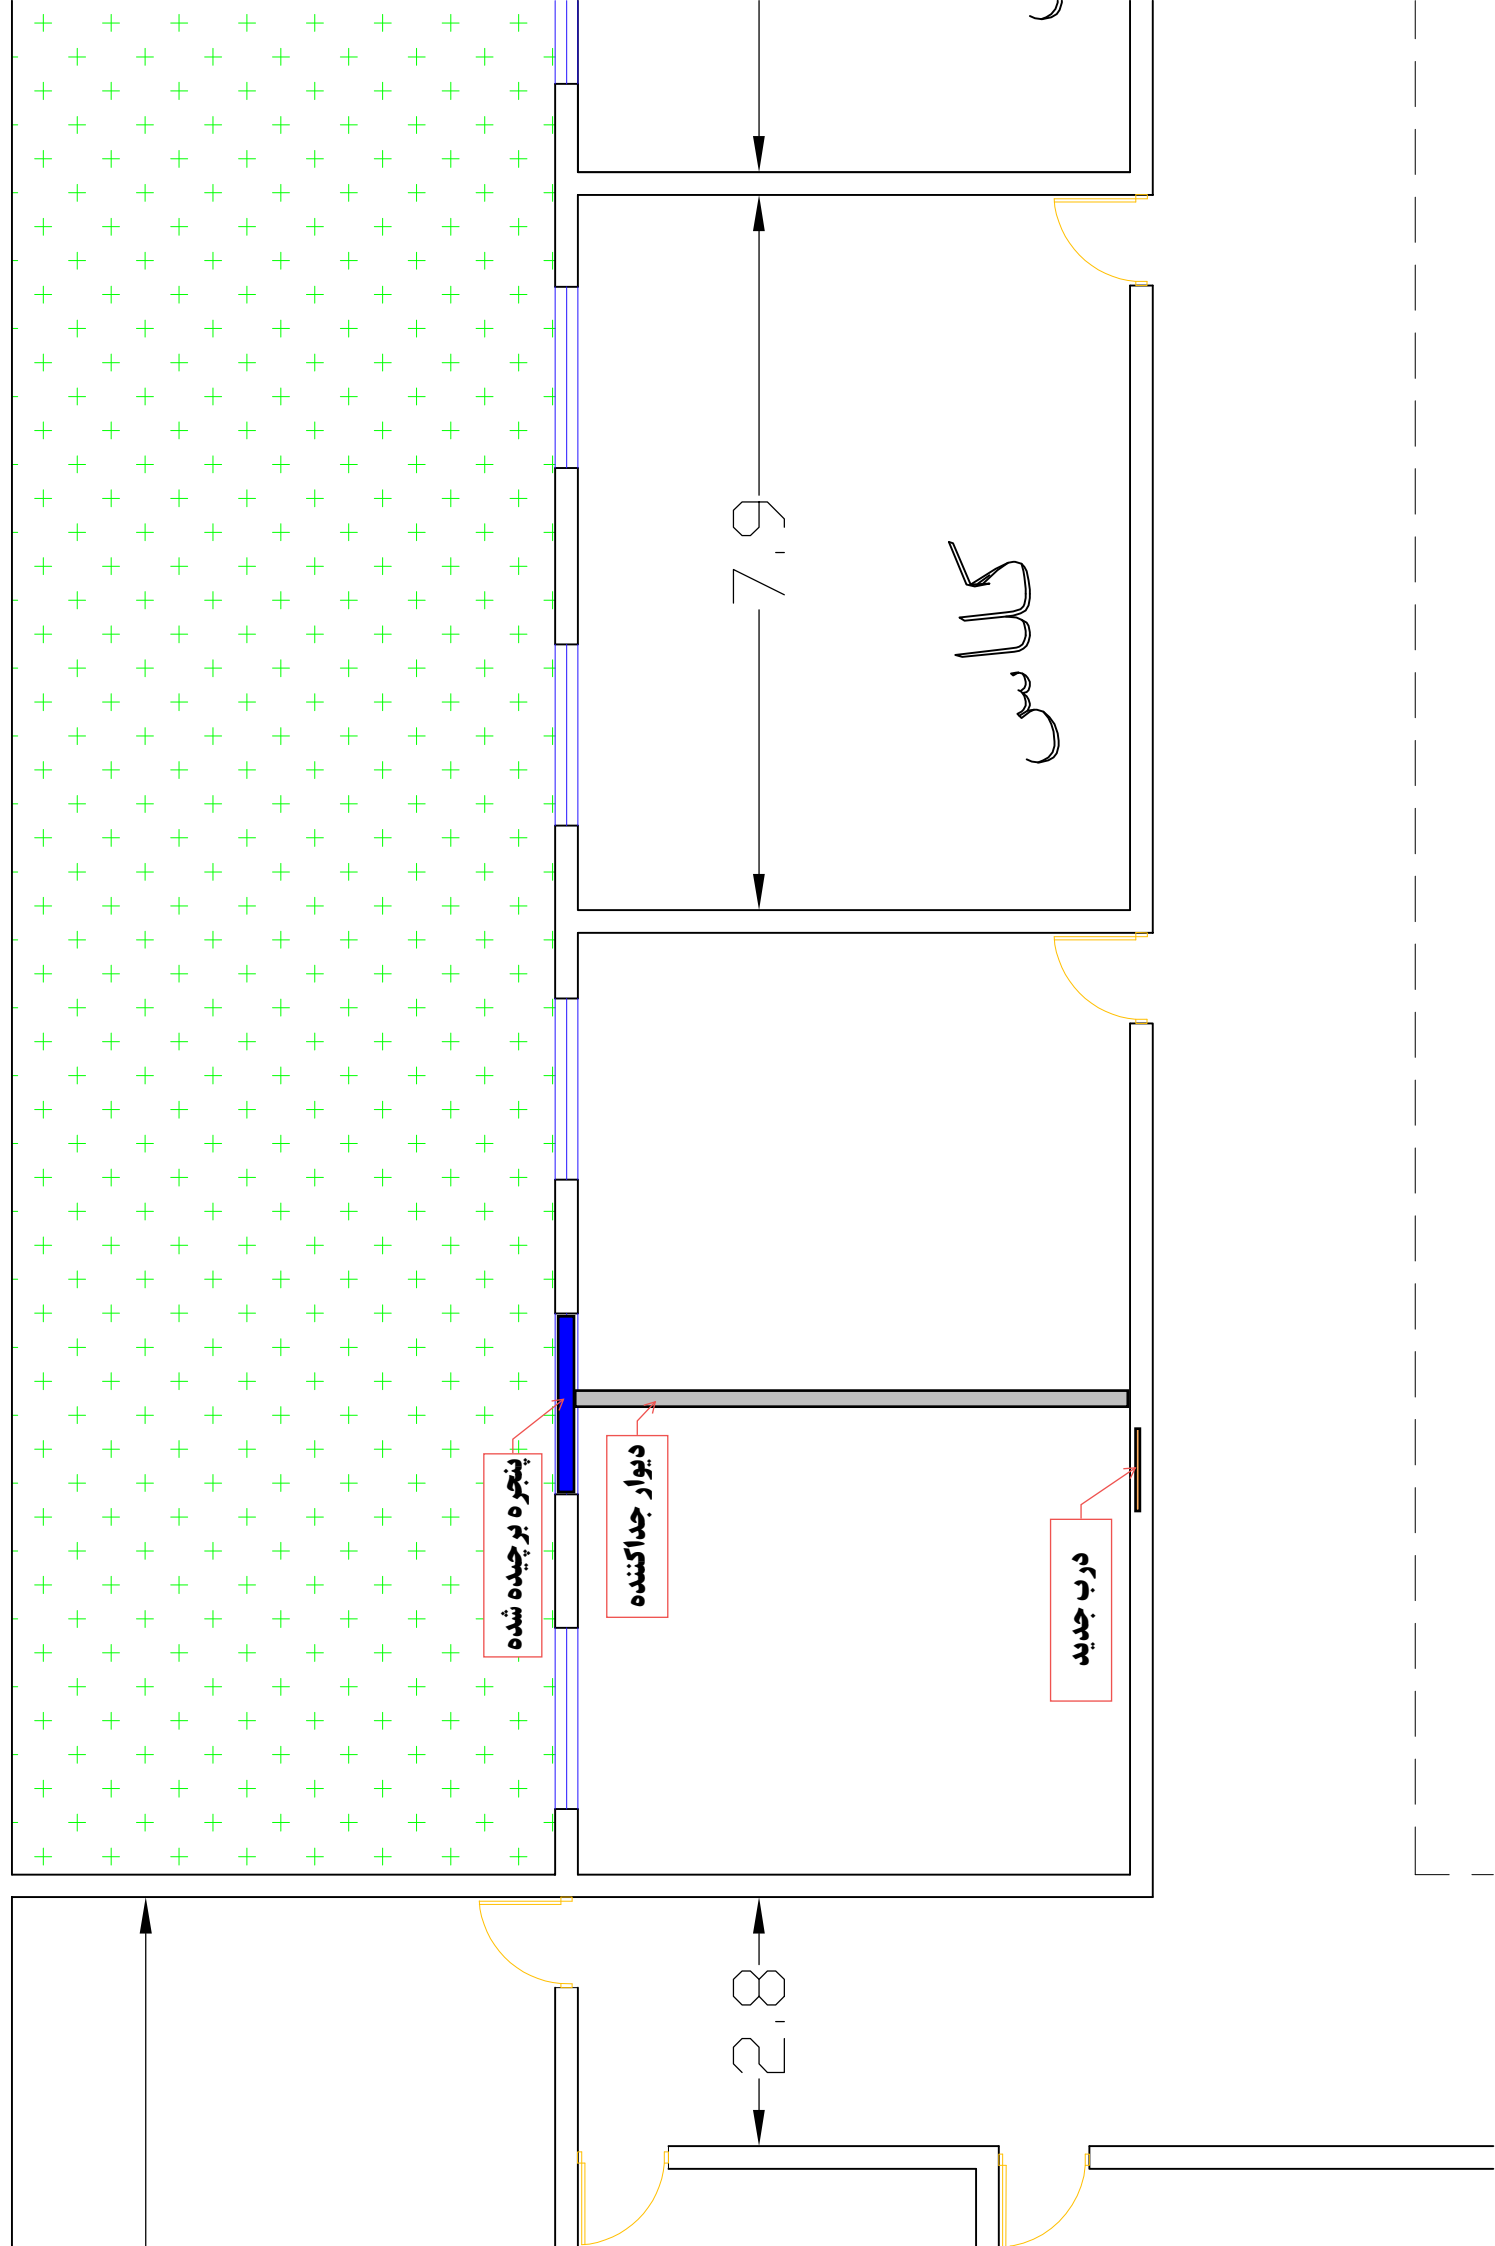 7.9
کلاس
پنجره برچیده شده
دیوار جداکننده
درب جدید
2.8